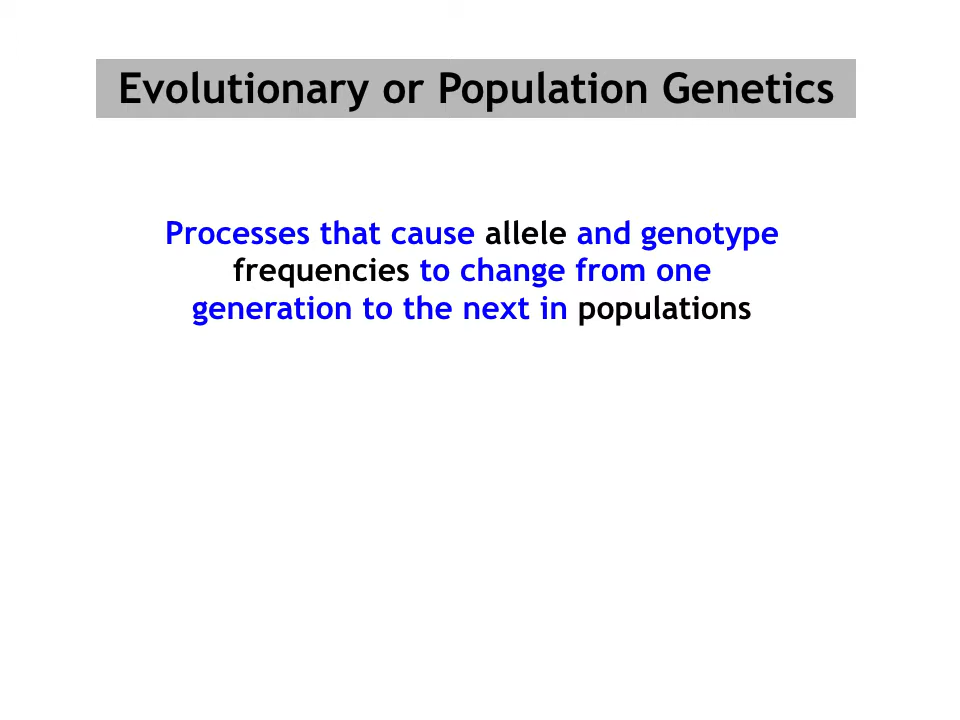 Evolutionary or Population Genetics
Processes that cause allele and genotype
frequencies to change from one
generation to the next in populations